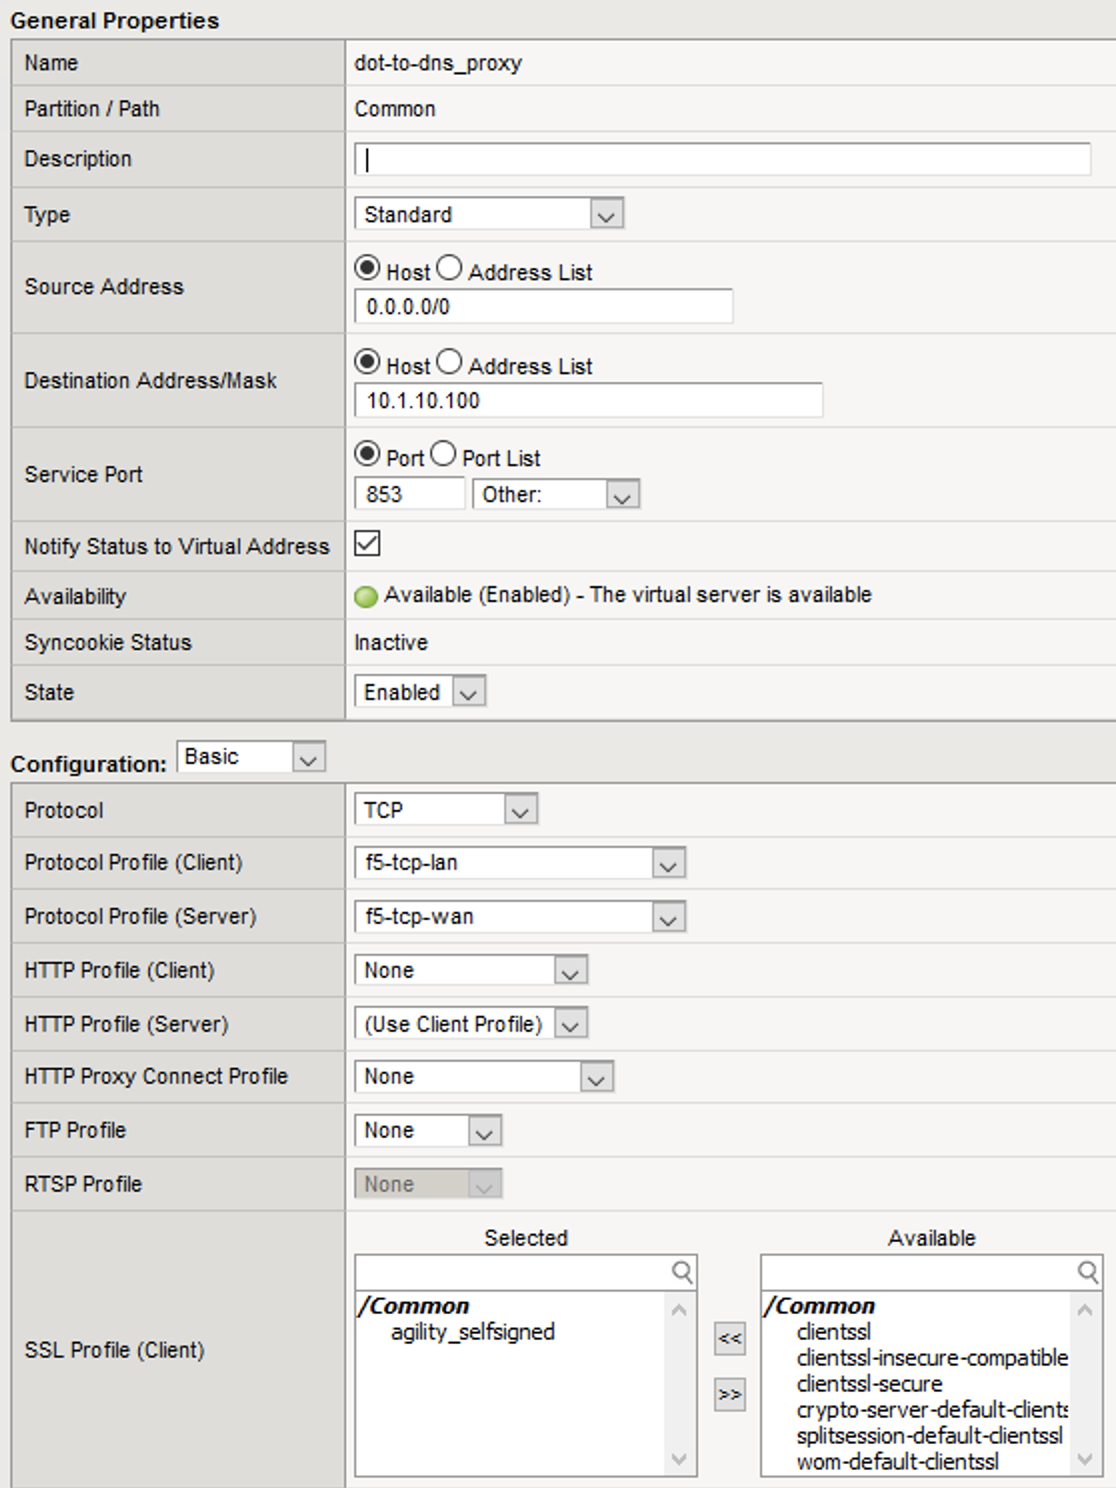 General Properties
Name dot-to-dns_proxy
Partition / Path Common
Description
Type Standard
Source Address
Host Address List
0.0.0.0/0
Destination Address/Mask
Host Address List
10.1.10.100
Service Port
Port Port List
853 Other:
Notify Status to Virtual Address
Availability Available (Enabled) - The virtual server is available
Syncookie Status Inactive
State Enabled
Configuration: Basic
Protocol TCP
Protocol Profile (Client) f5-tcp-lan
Protocol Profile (Server) f5-tcp-wan
HTTP Profile (Client) None
HTTP Profile (Server) (Use Client Profile)
HTTP Proxy Connect Profile None
FTP Profile None
RTSP Profile None
SSL Profile (Client)
Selected
/Common
agility_selfsigned
<<
>>
Available
/Common
clientssl
clientssl-insecure-compatible
clientssl-secure
crypto-server-default-clients
splitsession-default-clientssl
wom-default-clientssl